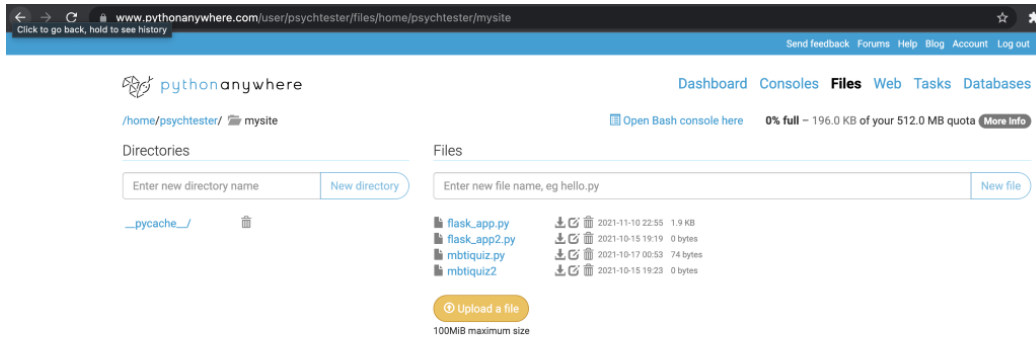 www.pythonanywhere.com/user/psychtester/files/home/psychtester/mysite
Click to go back, hold to see history
Send feedback Forums Help Blog Account Log out
pythonanywhere
Dashboard Consoles Files Web Tasks Databases
/home/psychtester/ mysite
Open Bash console here 0% full – 196.0 KB of your 512.0 MB quota More Info
Directories
Files
Enter new directory name New directory
Enter new file name, eg hello.py New file
__pycache__/
flask_app.py 2021-11-10 22:55 1.9 KB
flask_app2.py 2021-10-15 19:19 0 bytes
mbtiquiz.py 2021-10-17 00:53 74 bytes
mbtiquiz2 2021-10-15 19:23 0 bytes
Upload a file
100MiB maximum size